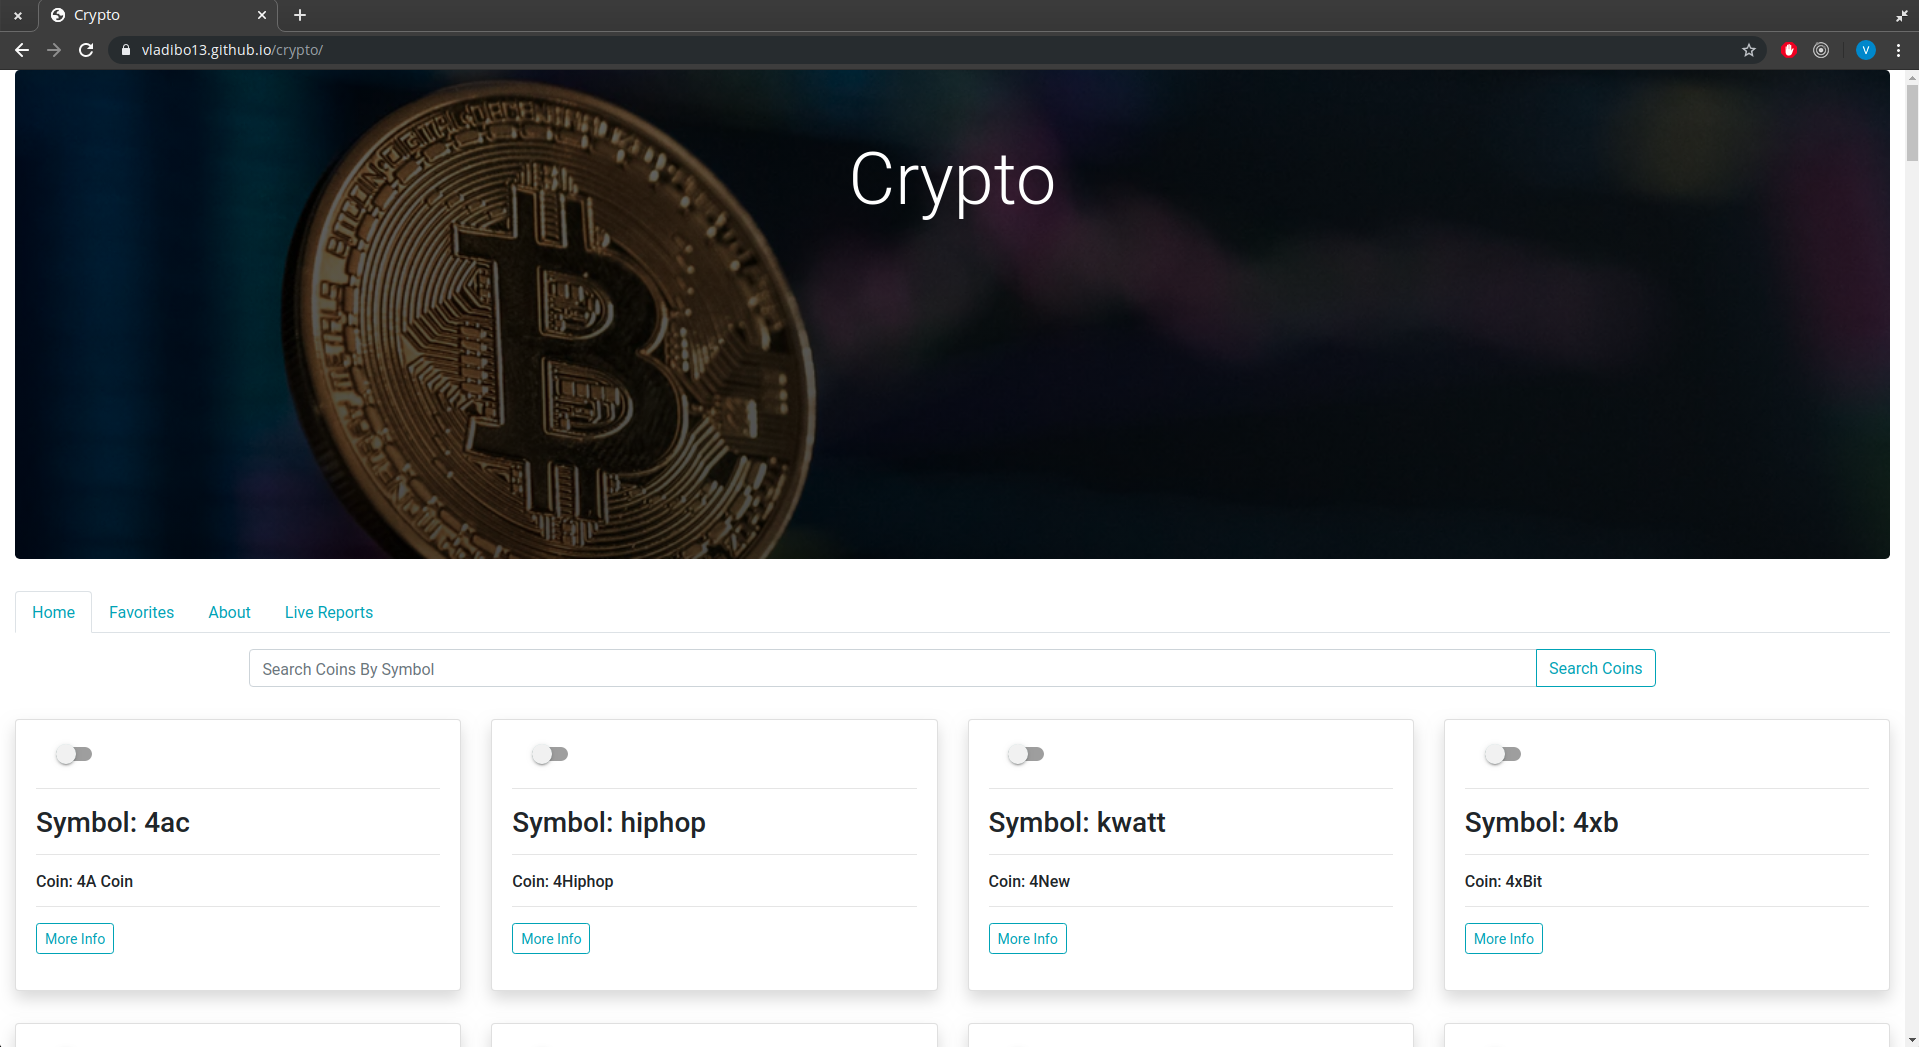 Crypto
vladibo13.github.io/crypto/
V
Crypto
Home Favorites About Live Reports
Search Coins By Symbol Search Coins
Symbol: 4ac
Coin: 4A Coin
More Info
Symbol: hiphop
Coin: 4Hiphop
More Info
Symbol: kwatt
Coin: 4New
More Info
Symbol: 4xb
Coin: 4xBit
More Info